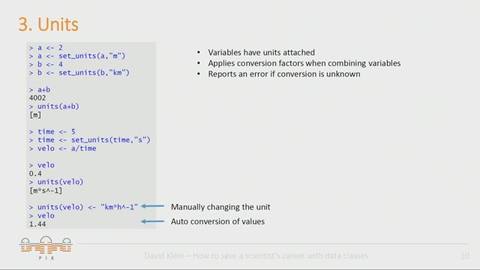 3. Units
> a <- 2
> a <- set_units(a,"m")
> b <- 4
> b <- set_units(b,"km")
> a+b
4002
> units(a+b)
[m]
> time <- 5
> time <- set_units(time,"s")
> velo <- a/time
> velo
0.4
> units(velo)
[m*s^-1]
> units(velo) <- "km*h^-1"
> velo
1.44
• Variables have units attached
• Applies conversion factors when combining variables
• Reports an error if conversion is unknown
Manually changing the unit
Auto conversion of values
P I K
David Klein – How to save a scientist's career with data classes
10